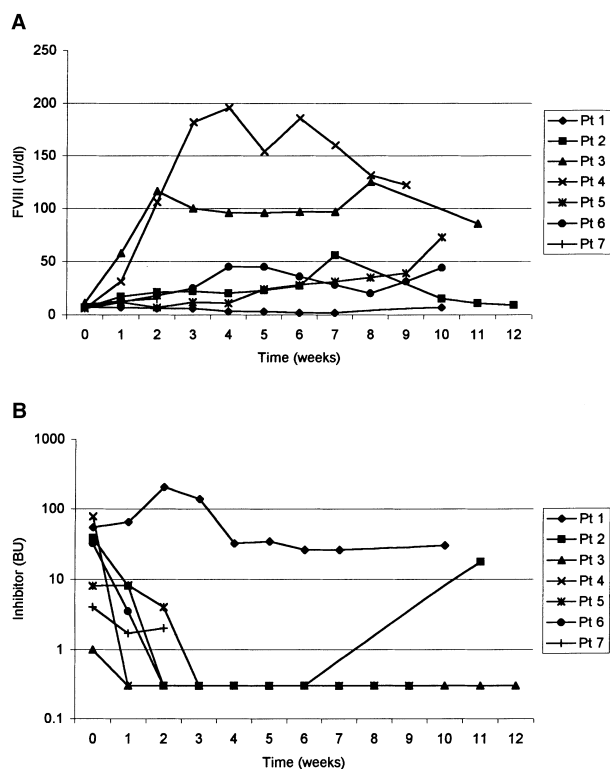 A
250
200
150
100
50
0
FVIII (IU/dl)
0 1 2 3 4 5 6 7 8 9 10 11 12
Time (weeks)
Pt 1
Pt 2
Pt 3
Pt 4
Pt 5
Pt 6
Pt 7
B
1000
100
10
1
0.1
Inhibitor (BU)
0 1 2 3 4 5 6 7 8 9 10 11 12
Time (weeks)
Pt 1
Pt 2
Pt 3
Pt 4
Pt 5
Pt 6
Pt 7